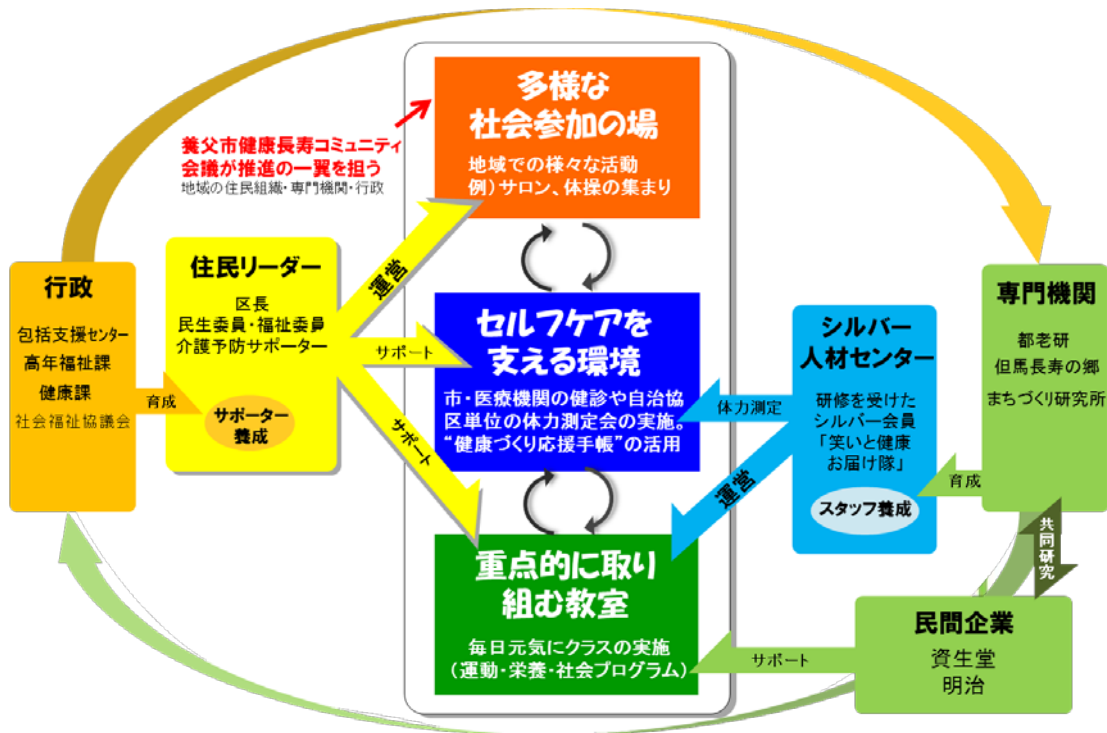 多様な
社会参加の場
地域での様々な活動
例)サロン、体操の集まり
養父市健康長寿コミュニティ
会議が推進の一翼を担う
地域の住民組織・専門機関・行政
行政
包括支援センター
高年福祉課
健康課
社会福祉協議会
育成
住民リーダー
区長
民生委員・福祉委員
介護予防サポーター
サポーター
養成
運営
サポート
サポート
セルフケアを
支える環境
市・医療機関の健診や自治協
区単位の体力測定会の実施。
“健康づくり応援手帳”の活用
体力測定
運営
シルバー
人材センター
研修を受けた
シルバー会員
「笑いと健康
お届け隊」
スタッフ養成
育成
専門機関
都老研
但馬長寿の郷
まちづくり研究所
共同研究
重点的に取り
組む教室
毎日元気にクラスの実施
(運動・栄養・社会プログラム)
サポート
民間企業
資生堂
明治